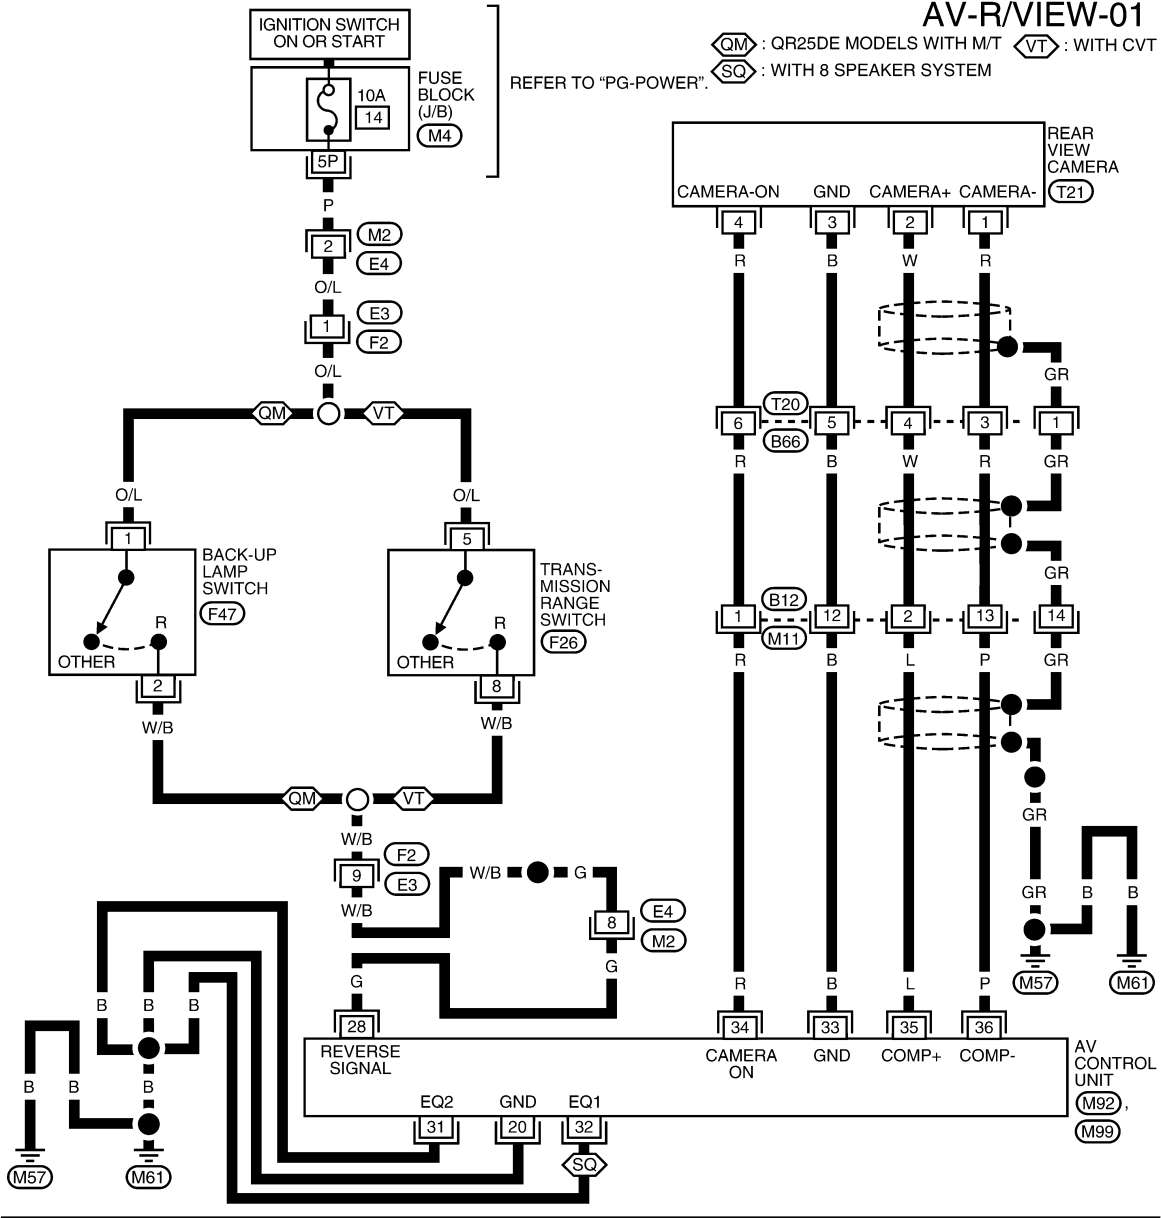 AV-R/VIEW-01
QM : QR25DE MODELS WITH M/T VT : WITH CVT
SQ : WITH 8 SPEAKER SYSTEM
IGNITION SWITCH
ON OR START
FUSE
BLOCK
(J/B)
M4
10A
14
REFER TO “PG-POWER”.
5P
P
2
M2
E4
O/L
1
E3
F2
O/L
QM
VT
O/L
O/L
1
5
BACK-UP
LAMP
SWITCH
F47
R
OTHER
TRANS-
MISSION
RANGE
SWITCH
F26
R
OTHER
2
8
W/B
W/B
QM
VT
W/B
9
F2
E3
W/B
W/B
G
8
E4
M2
G
G
REAR
VIEW
CAMERA
T21
CAMERA-ON GND CAMERA+ CAMERA-
4 3 2 1
R B W R
GR
T20
6 5 4 3 1
B66
R B W R GR
GR
B12
1 12 2 13 14
M11
R B L P GR
GR
GR
B
B
M57
M61
R B L P
B B B
B B B
M57
M61
28 34 33 35 36
REVERSE
SIGNAL
CAMERA
ON
GND
COMP+
COMP-
AV
CONTROL
UNIT
M92 ,
M99
EQ2 GND EQ1
31 20 32
SQ